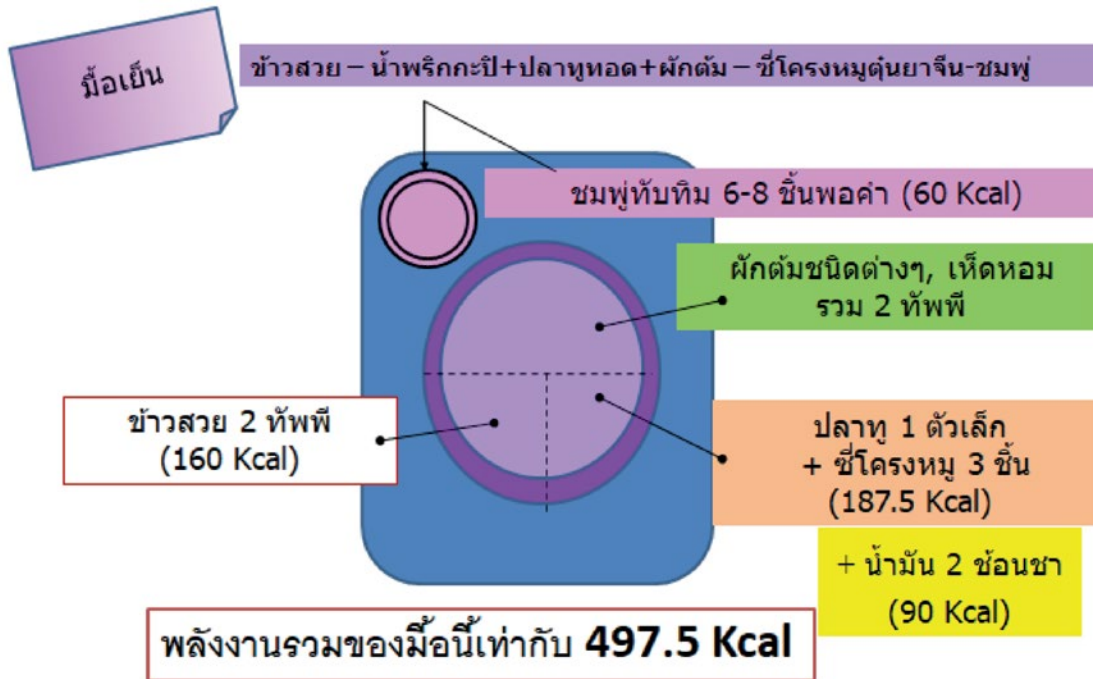 มื้อเย็น
ข้าวสวย – น้ำพริกกะปิ+ปลาทูทอด+ผักต้ม – ซี่โครงหมูตุ๋นยาจีน-ชมพู่
ชมพู่ทับทิม 6-8 ชิ้นพอคำ (60 Kcal)
ผักต้มชนิดต่างๆ, เห็ดหอม
รวม 2 ทัพพี
ข้าวสวย 2 ทัพพี
(160 Kcal)
ปลาทู 1 ตัวเล็ก
+ ซี่โครงหมู 3 ชิ้น
(187.5 Kcal)
+ น้ำมัน 2 ช้อนชา
(90 Kcal)
พลังงานรวมของมื้อนี้เท่ากับ 497.5 Kcal